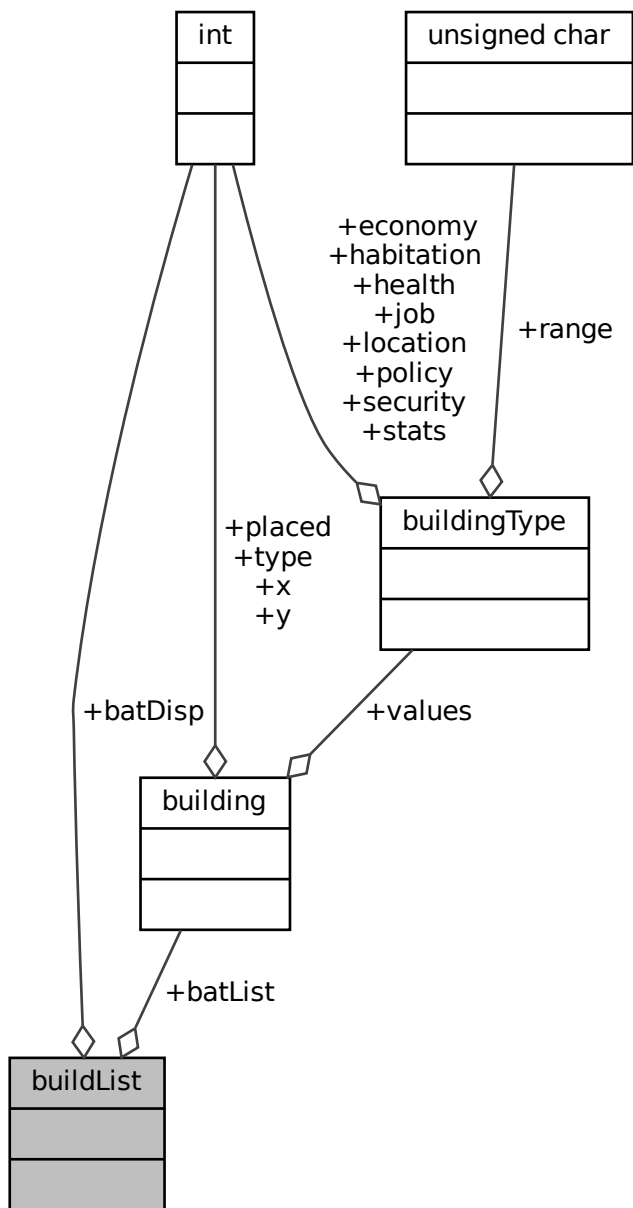 int
unsigned char
+economy
+habitation
+health
+job
+location
+policy
+security
+stats
+range
buildingType
+placed
+type
+x
+y
+batDisp
+values
building
+batList
buildList